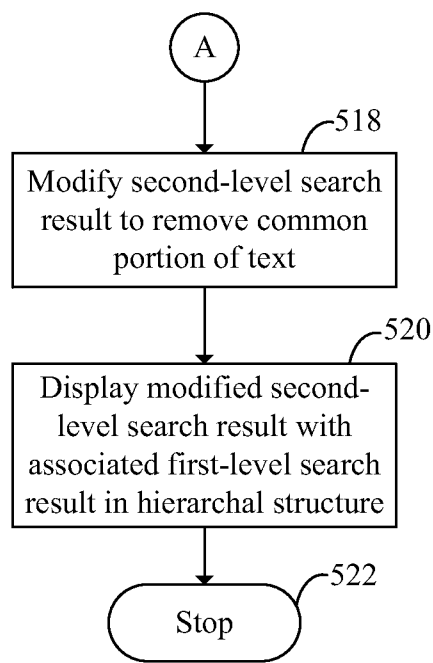 A
518
Modify second-level search
result to remove common
portion of text
520
Display modified second-
level search result with
associated first-level search
result in hierarchal structure
522
Stop